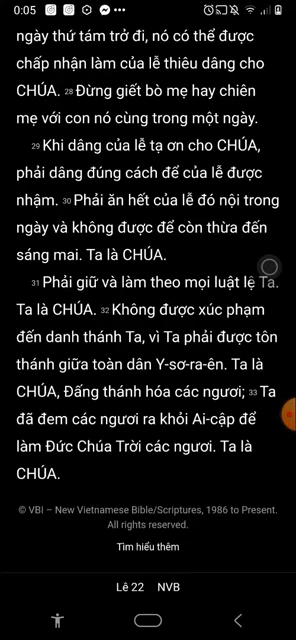 0:05
ngày thứ tám trở đi, nó có thể được
chấp nhận làm của lễ thiêu dâng cho
CHÚA. 28 Đừng giết bò mẹ hay chiên
mẹ với con nó cùng trong một ngày.
29 Khi dâng của lễ tạ ơn cho CHÚA,
phải dâng đúng cách để của lễ được
nhậm. 30 Phải ăn hết của lễ đó nội trong
ngày và không được để còn thừa đến
sáng mai. Ta là CHÚA.
31 Phải giữ và làm theo mọi luật lệ Ta.
Ta là CHÚA. 32 Không được xúc phạm
đến danh thánh Ta, vì Ta phải được tôn
thánh giữa toàn dân Y-sơ-ra-ên. Ta là
CHÚA, Đấng thánh hóa các ngươi; 33 Ta
đã đem các ngươi ra khỏi Ai-cập để
làm Đức Chúa Trời các ngươi. Ta là
CHÚA.
© VBI – New Vietnamese Bible/Scriptures, 1986 to Present.
All rights reserved.
Tìm hiểu thêm
Lê 22 NVB